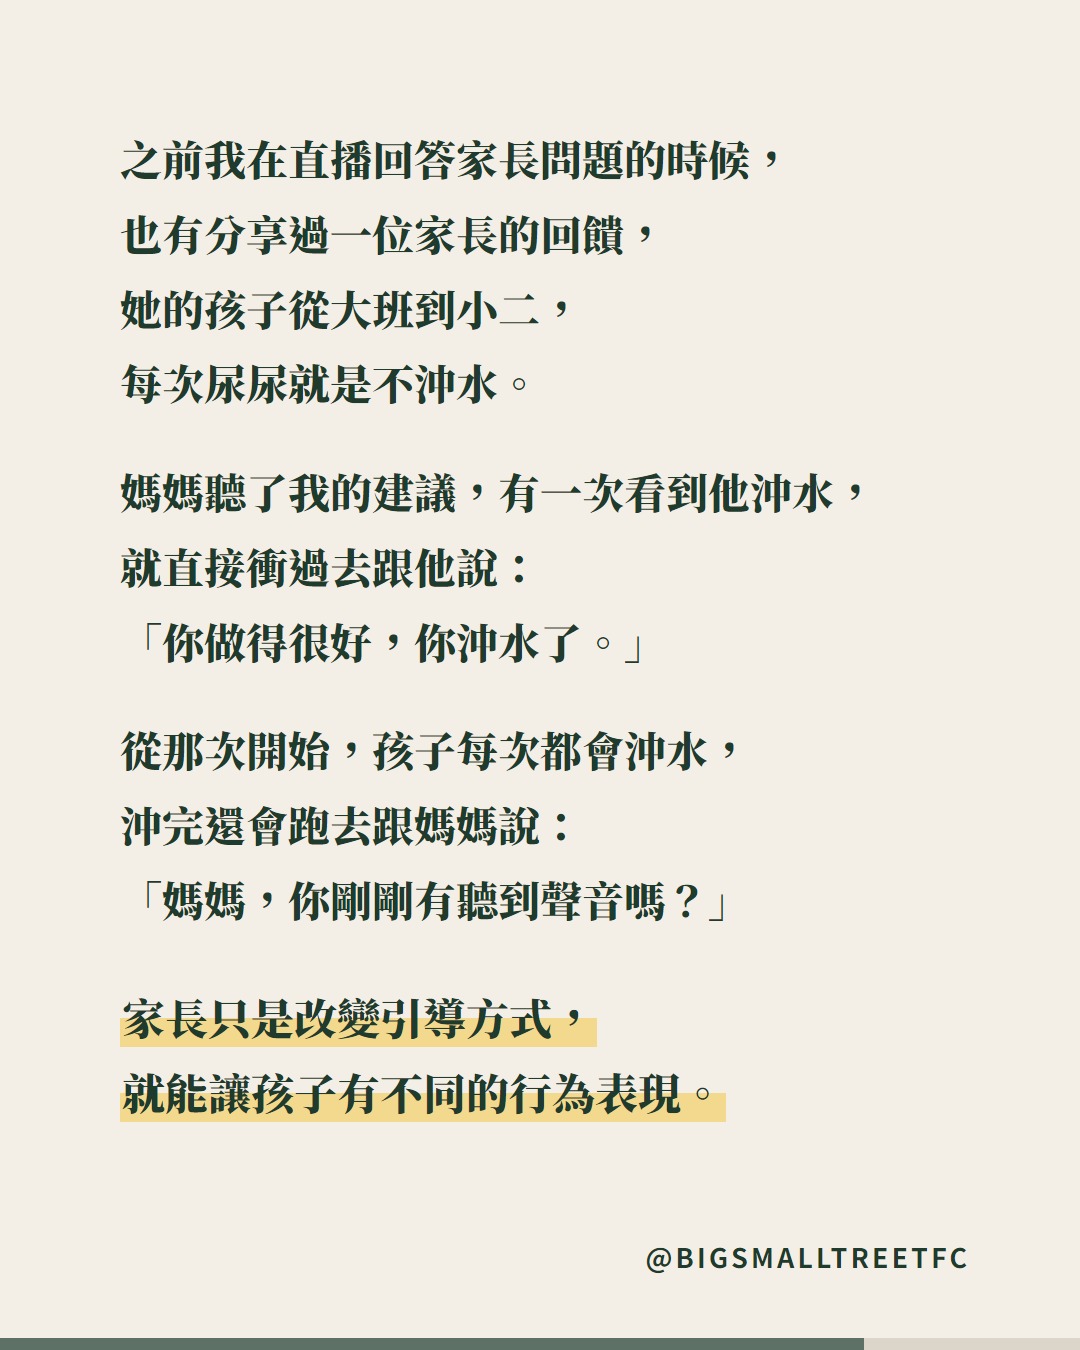 之前我在直播回答家長問題的時候，
也有分享過一位家長的回饋，
她的孩子從大班到小二，
每次尿尿就是不沖水。
媽媽聽了我的建議，有一次看到他沖水，
就直接衝過去跟他說：
「你做得很好，你沖水了。」
從那次開始，孩子每次都會沖水，
沖完還會跑去跟媽媽說：
「媽媽，你剛剛有聽到聲音嗎？」
家長只是改變引導方式，
就能讓孩子有不同的行為表現。
@BIGSMALLTREETFC